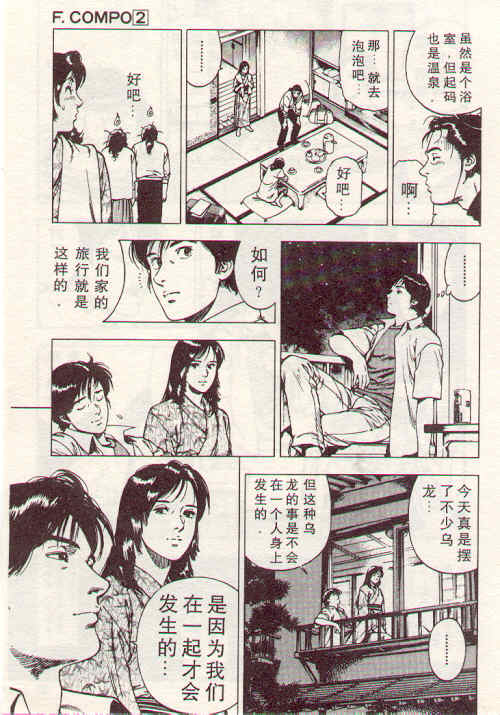 F. COMPO2
虽然是个浴
室,但起码
也是温泉.
啊…
那…就去
泡泡吧…
………
好吧…
好吧…
………
如何?
我们家的
旅行就是
这样的.
今天真是摆
了不少乌
龙…
但这种乌
龙的事是不会
在一个人身上
发生的.
………
是因为我们
在一起才会
发生的…